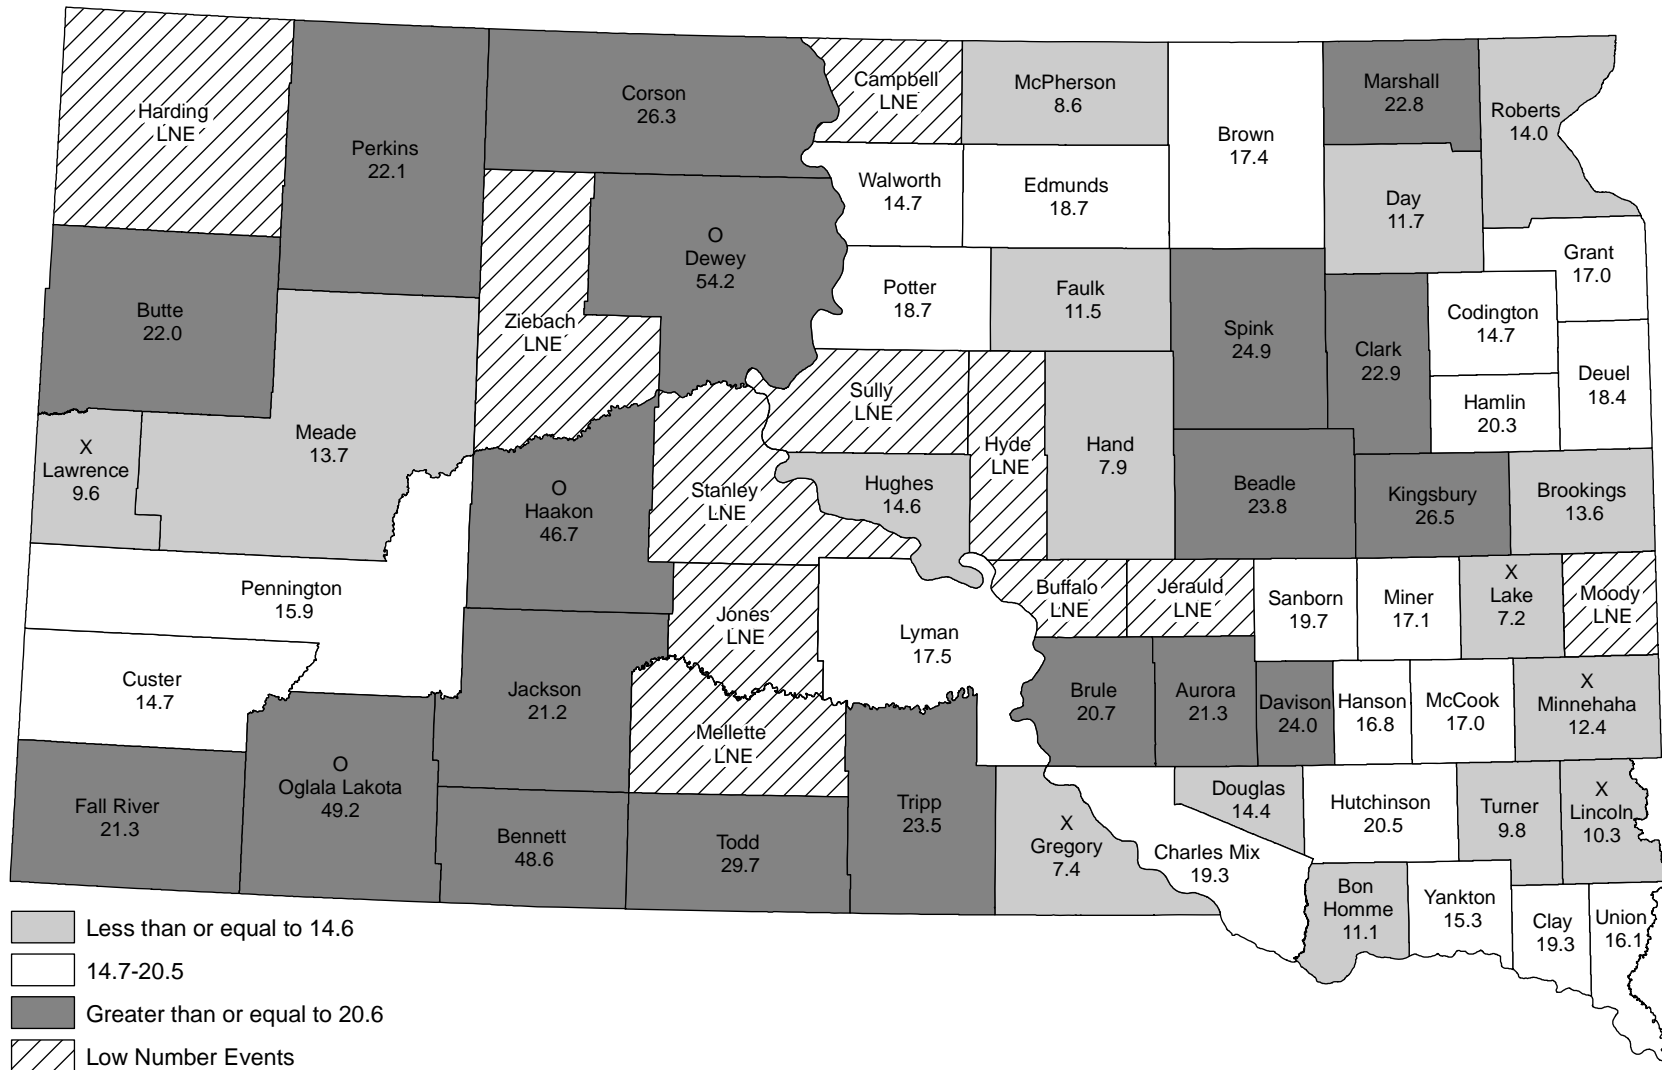 Harding
LNE
Perkins
22.1
Corson
26.3
Campbell
LNE
McPherson
8.6
Brown
17.4
Marshall
22.8
Roberts
14.0
Walworth
14.7
Edmunds
18.7
Day
11.7
Butte
22.0
Ziebach
LNE
O
Dewey
54.2
Potter
18.7
Faulk
11.5
Spink
24.9
Clark
22.9
Codington
14.7
Grant
17.0
Deuel
18.4
Hamlin
20.3
X
Lawrence
9.6
Meade
13.7
O
Haakon
46.7
Stanley
LNE
Sully
LNE
Hughes
14.6
Hyde
LNE
Hand
7.9
Beadle
23.8
Kingsbury
26.5
Brookings
13.6
Pennington
15.9
Jones
LNE
Lyman
17.5
Buffalo
LNE
Jerauld
LNE
Sanborn
19.7
Miner
17.1
X
Lake
7.2
Moody
LNE
Custer
14.7
Jackson
21.2
Mellette
LNE
Brule
20.7
Aurora
21.3
Davison
24.0
Hanson
16.8
McCook
17.0
X
Minnehaha
12.4
Fall River
21.3
O
Oglala Lakota
49.2
Bennett
48.6
Todd
29.7
Tripp
23.5
X
Gregory
7.4
Charles Mix
19.3
Douglas
14.4
Hutchinson
20.5
Turner
9.8
X
Lincoln
10.3
Bon
Homme
11.1
Yankton
15.3
Clay
19.3
Union
16.1
Less than or equal to 14.6
14.7-20.5
Greater than or equal to 20.6
Low Number Events